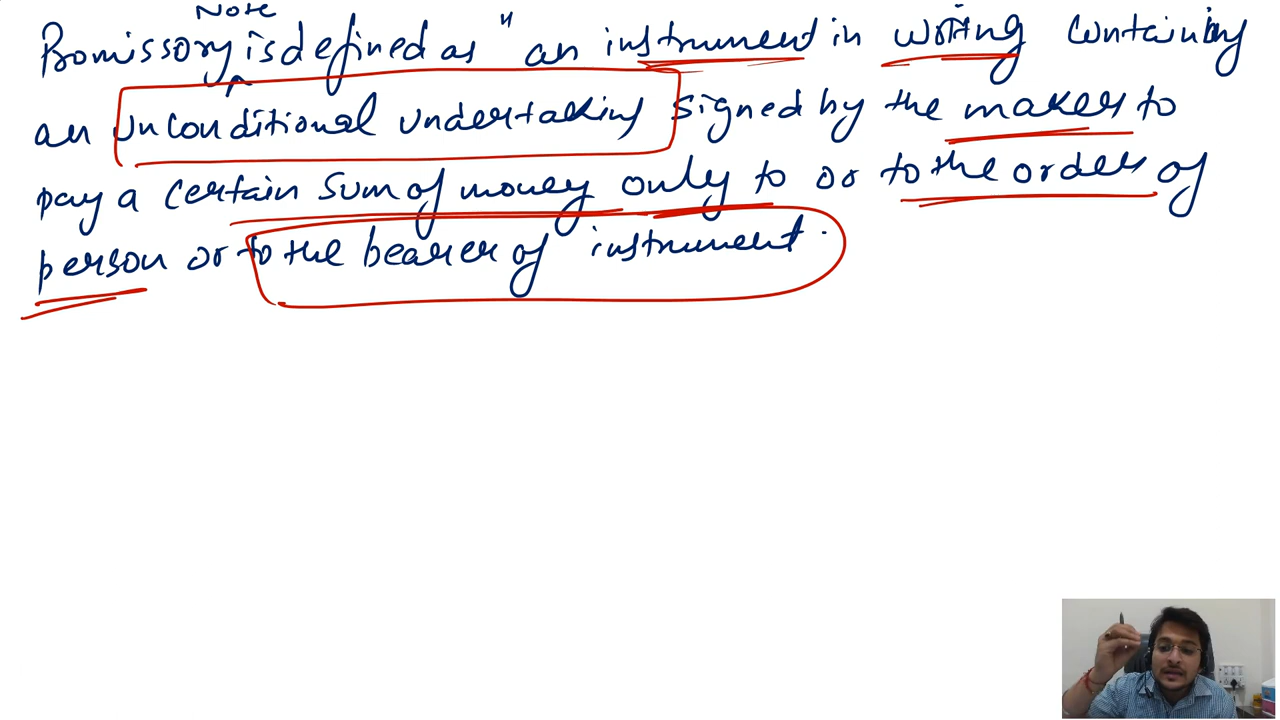 Note
Promissory is defined as " an instrument in writing containing
an unconditional undertaking signed by the maker to
pay a certain sum of money only to or to the order of
person or to the bearer of instrument.